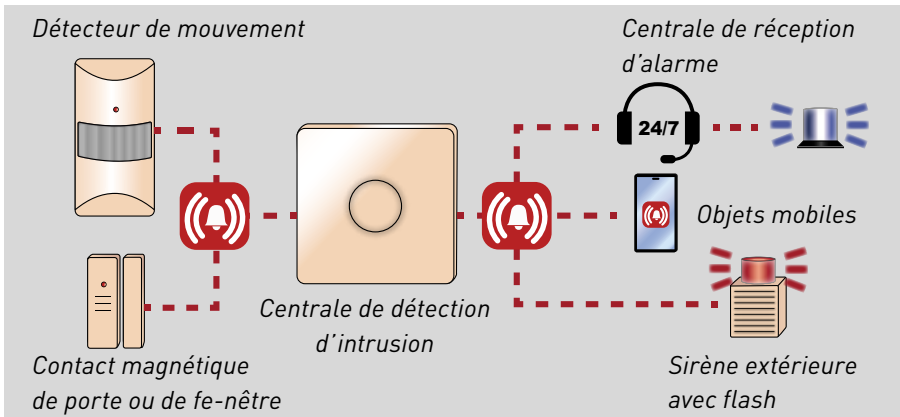 Détecteur de mouvement
Centrale de réception
d'alarme
24/7
Objets mobiles
Centrale de détection
d'intrusion
Contact magnétique
de porte ou de fe-nêtre
Sirène extérieure
avec flash